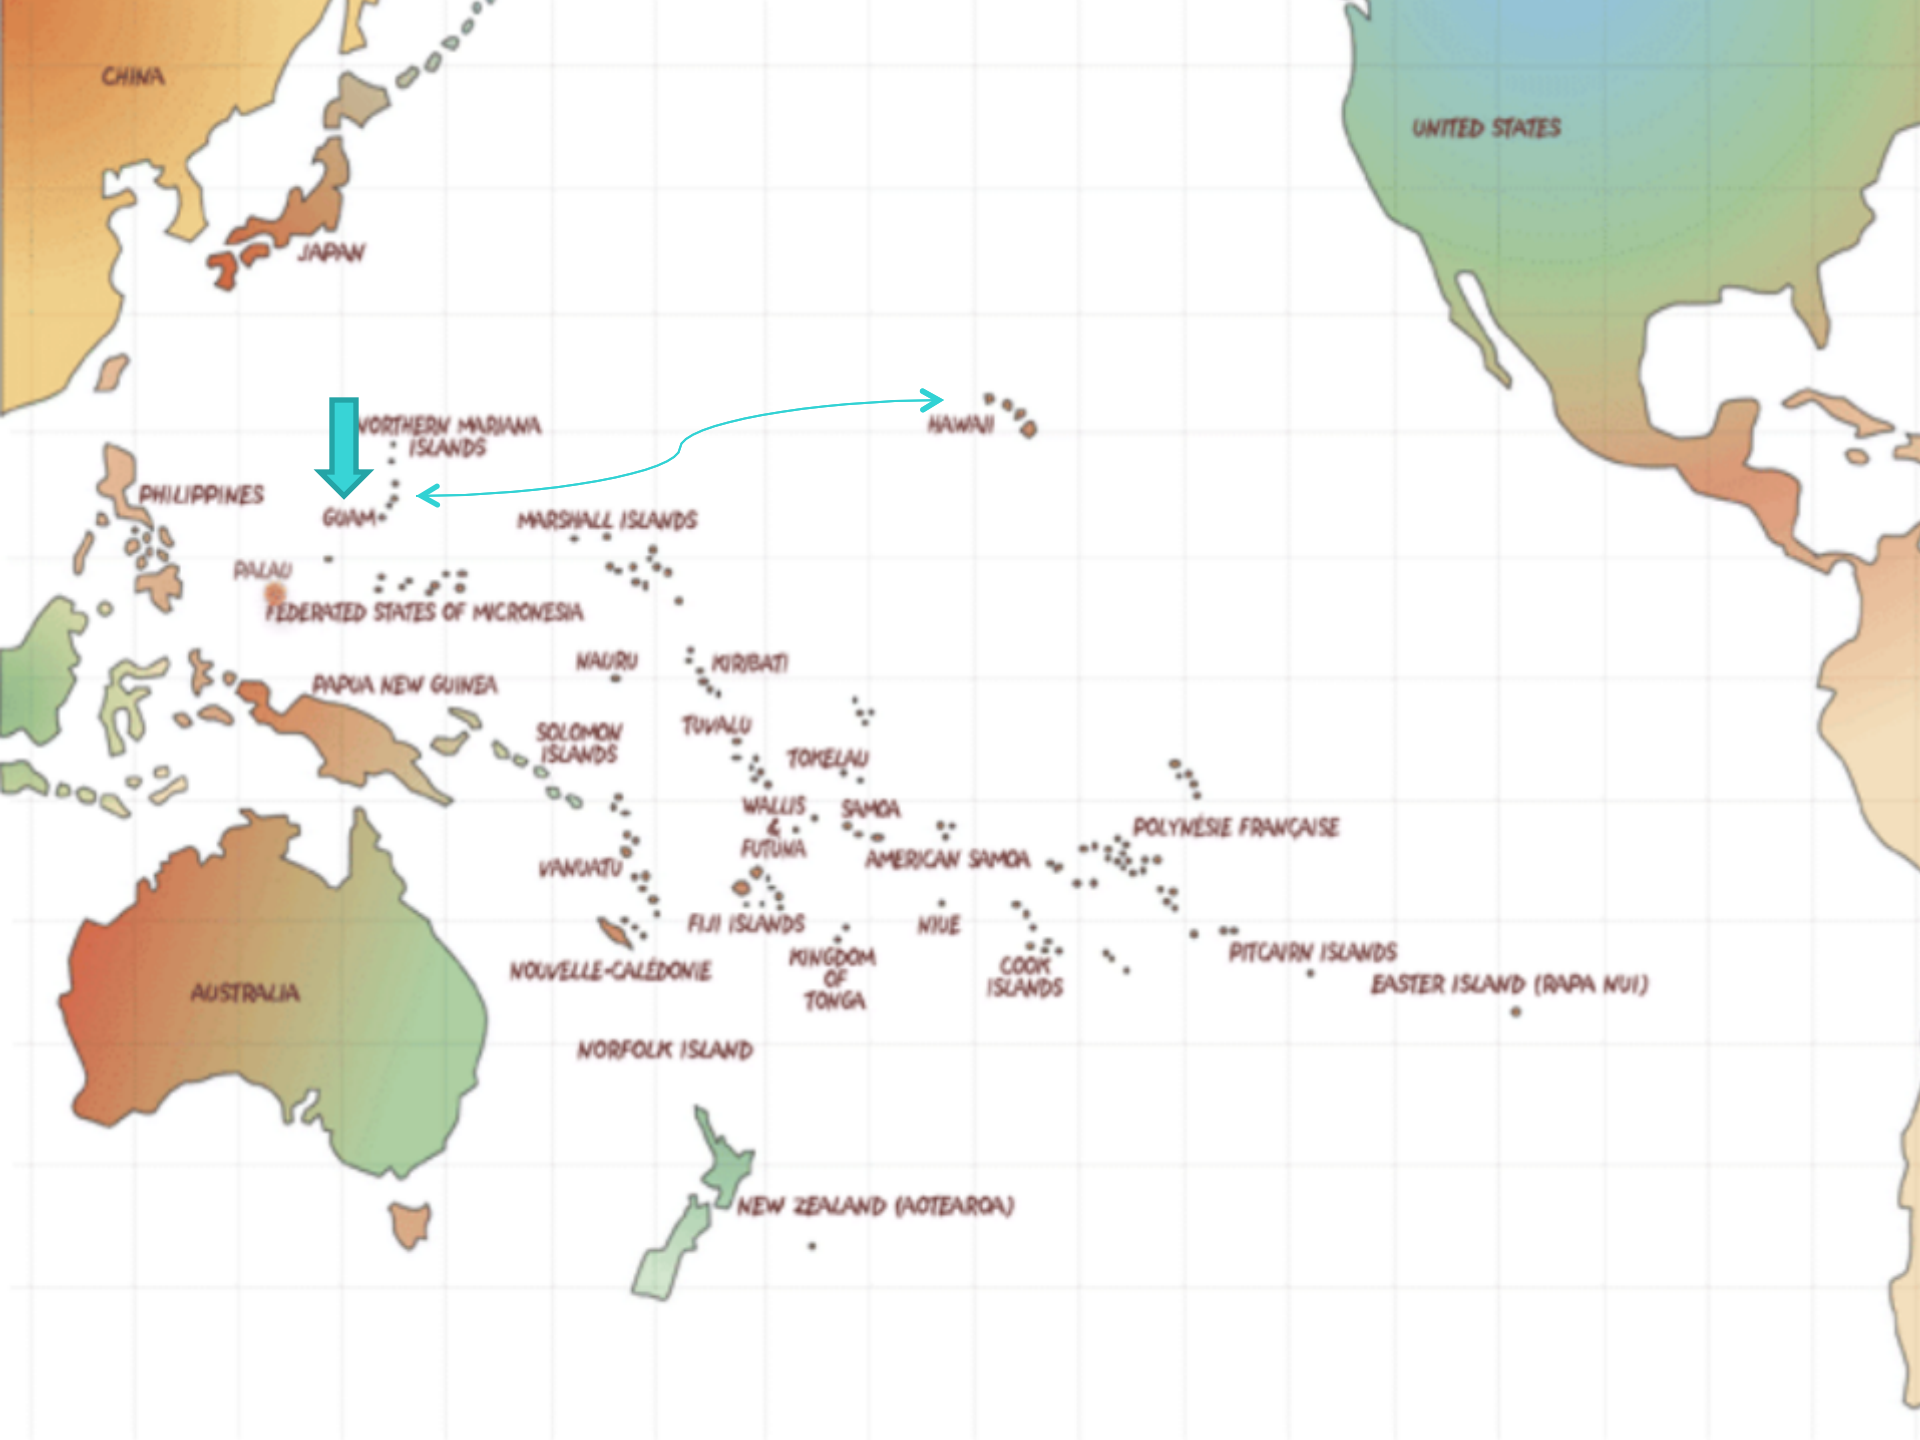 CHINA
UNITED STATES
JAPAN
NORTHERN MARIANA
ISLANDS
HAWAII
PHILIPPINES
GUAM
MARSHALL ISLANDS
PALAU
FEDERATED STATES OF MICRONESIA
NAURU
KIRIBATI
PAPUA NEW GUINEA
SOLOMON
ISLANDS
TUVALU
TOKELAU
WALLIS
&
FUTUNA
SAMOA
POLYNÉSIE FRANÇAISE
AMERICAN SAMOA
VANUATU
FIJI ISLANDS
NIUE
PITCAIRN ISLANDS
KINGDOM
OF
TONGA
COOK
ISLANDS
NOUVELLE-CALÉDONIE
EASTER ISLAND (RAPA NUI)
AUSTRALIA
NORFOLK ISLAND
NEW ZEALAND (AOTEAROA)